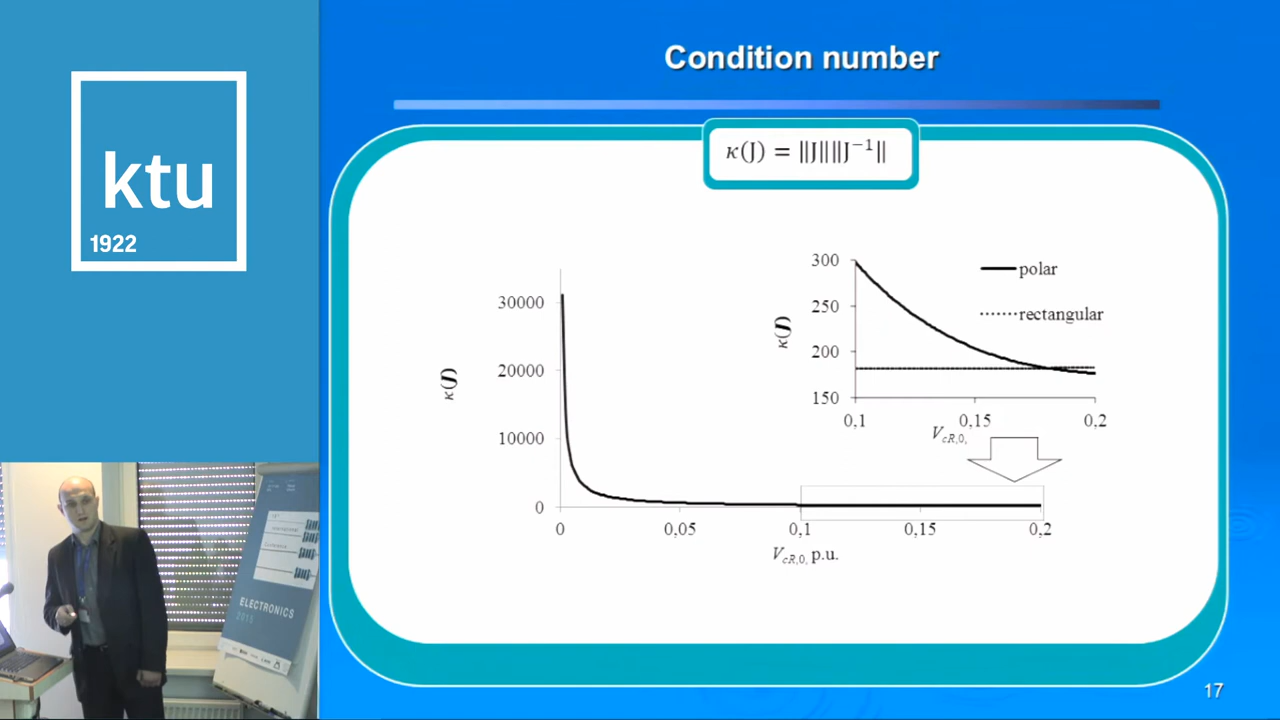 ktu
1922
Condition number
κ(J) = ‖J‖‖J⁻¹‖
300
250
200
150
κ(J)
polar
rectangular
0,1
0,15
0,2
V_cR,0,
30000
20000
10000
0
κ(J)
0
0,05
0,1
0,15
0,2
V_cR,0, p.u.
ELECTRONICS
17